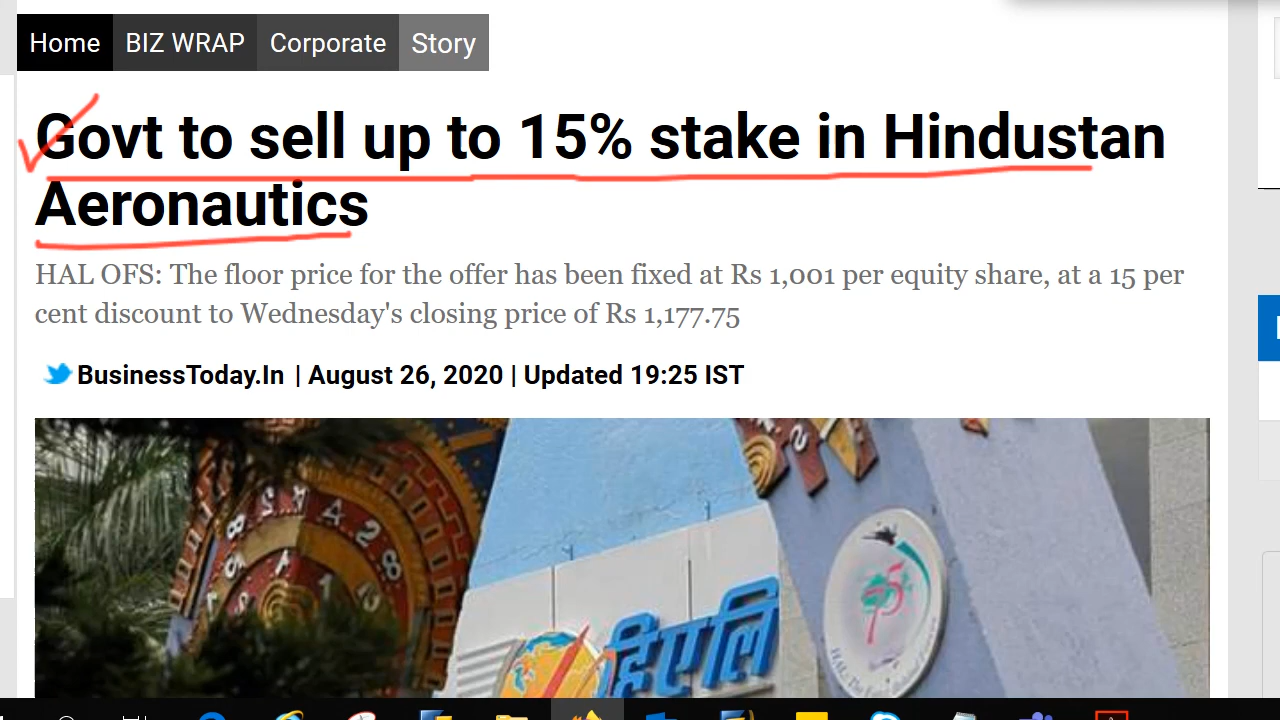 Home BIZ WRAP Corporate Story
Govt to sell up to 15% stake in Hindustan
Aeronautics
HAL OFS: The floor price for the offer has been fixed at Rs 1,001 per equity share, at a 15 per
cent discount to Wednesday's closing price of Rs 1,177.75
BusinessToday.In | August 26, 2020 | Updated 19:25 IST
हिएलि